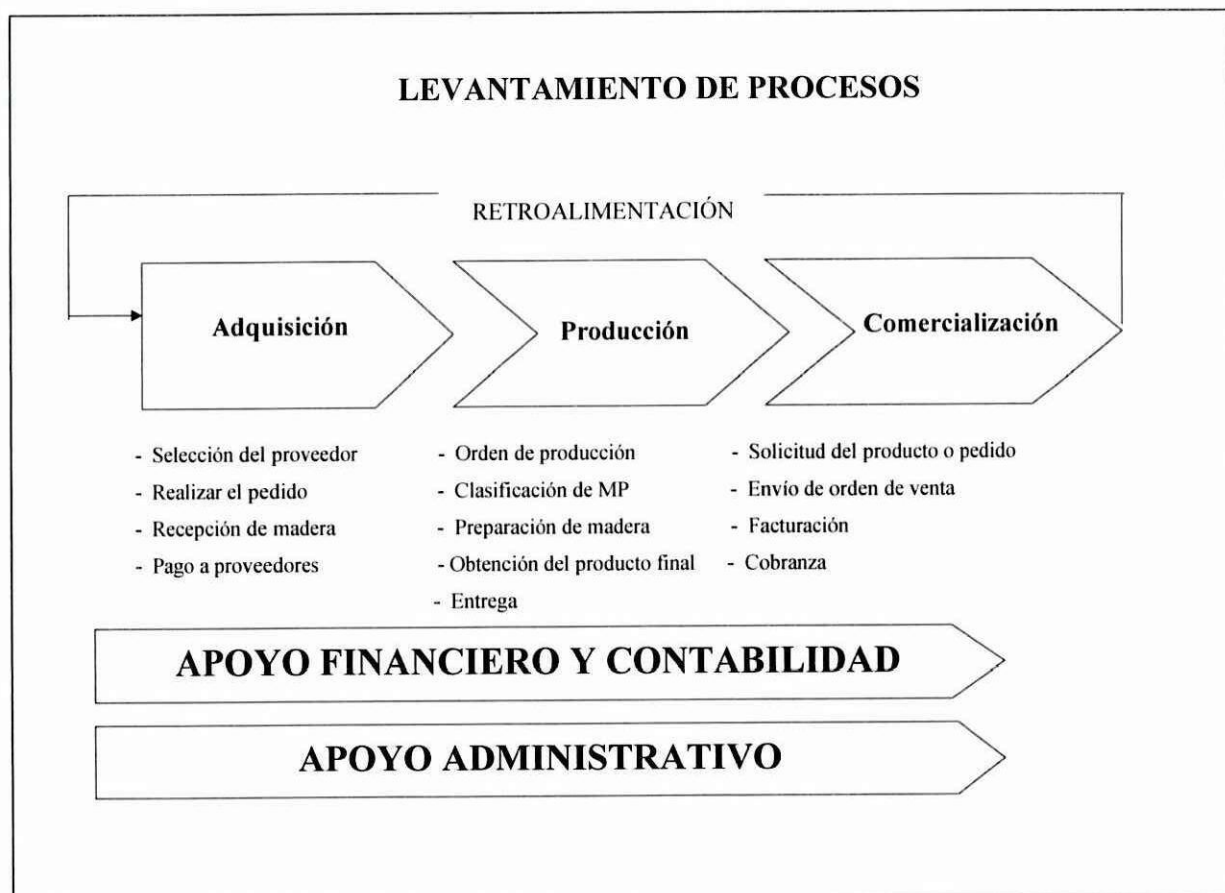 LEVANTAMIENTO DE PROCESOS
RETROALIMENTACIÓN
Adquisición
Producción
Comercialización
- Selección del proveedor
- Realizar el pedido
- Recepción de madera
- Pago a proveedores
- Orden de producción
- Clasificación de MP
- Preparación de madera
- Obtención del producto final
- Entrega
- Solicitud del producto o pedido
- Envío de orden de venta
- Facturación
- Cobranza
APOYO FINANCIERO Y CONTABILIDAD
APOYO ADMINISTRATIVO